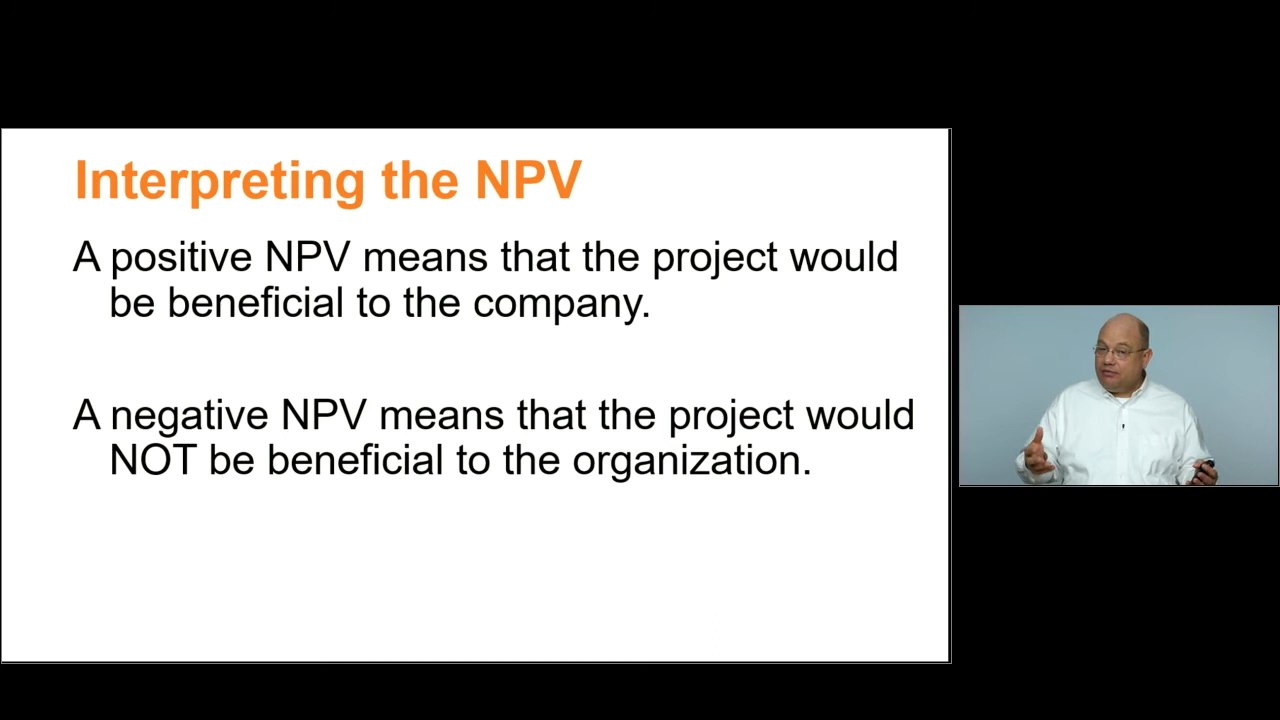 Interpreting the NPV
A positive NPV means that the project would
be beneficial to the company.
A negative NPV means that the project would
NOT be beneficial to the organization.